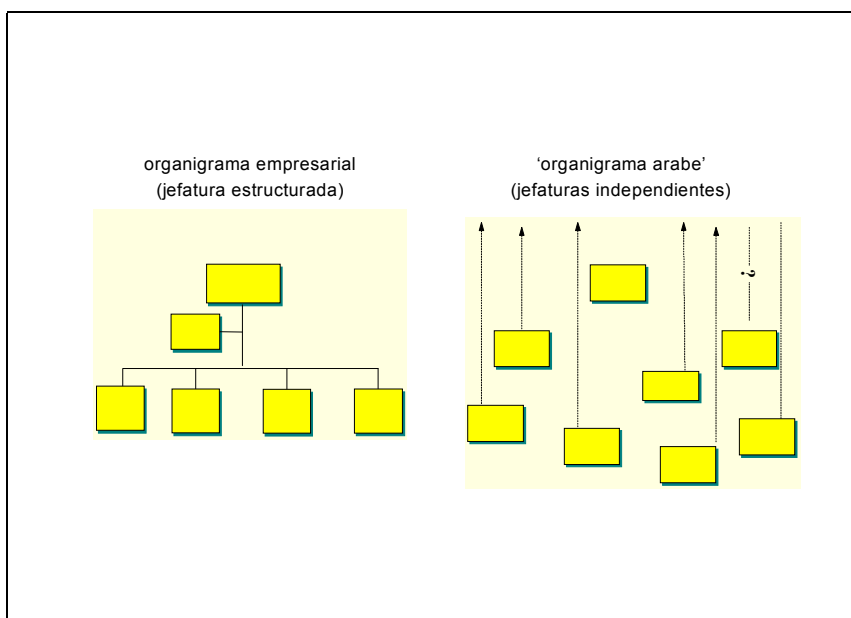 organigrama empresarial
(jefatura estructurada)
‘organigrama arabe’
(jefaturas independientes)
?